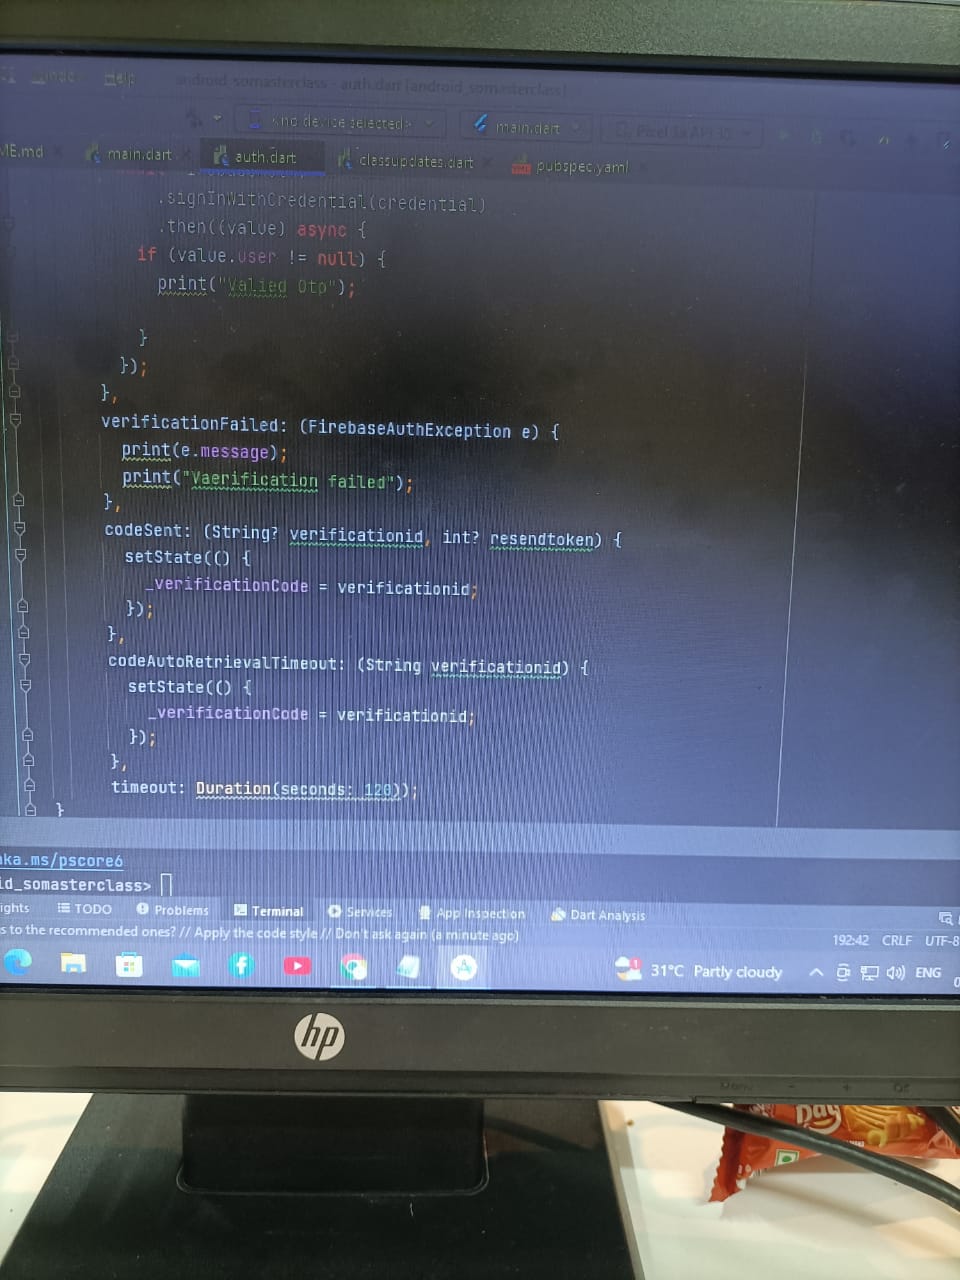 Window Help android_somasterclass - auth.dart [android_somasterclass]
<no device selected> main.dart Pixel 3a API 30
ME.md main.dart auth.dart classupdates.dart pubspec.yaml
.signInWithCredential(credential)
.then((value) async {
if (value.user != null) {
print("Valied Otp");
}
});
},
verificationFailed: (FirebaseAuthException e) {
print(e.message);
print("Vaerification failed");
},
codeSent: (String? verificationid, int? resendtoken) {
setState(() {
_verificationCode = verificationid;
});
},
codeAutoRetrievalTimeout: (String verificationid) {
setState(() {
_verificationCode = verificationid;
});
},
timeout: Duration(seconds: 120));
}
aka.ms/pscore6
id_somasterclass>
ights TODO Problems Terminal Services App Inspection Dart Analysis
s to the recommended ones? // Apply the code style // Don't ask again (a minute ago) 192:42 CRLF UTF-8
1 31°C Partly cloudy ENG
hp
Menu - + OK
Day